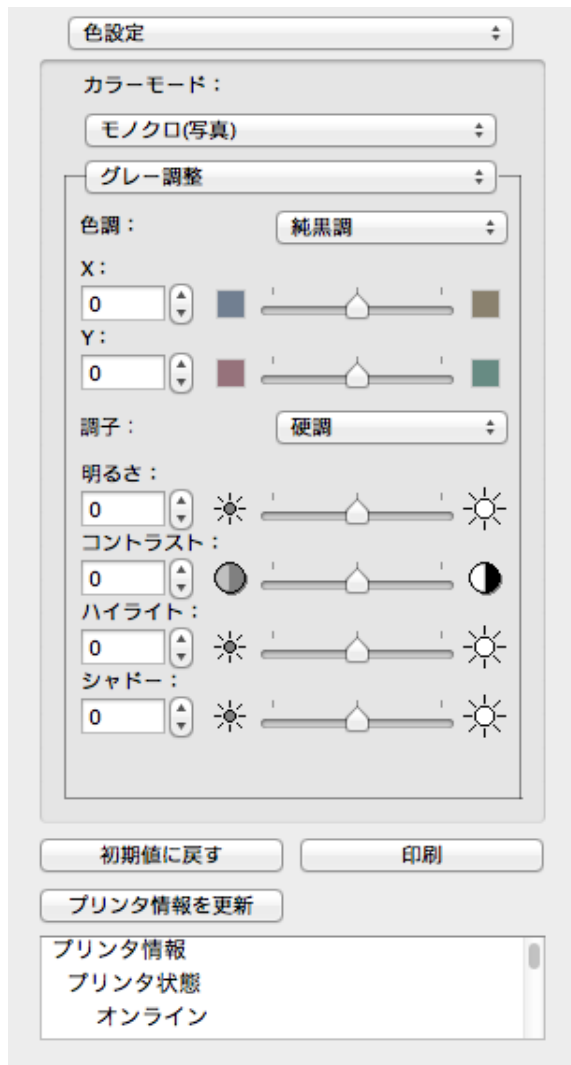 色設定
カラーモード：
モノクロ(写真)
グレー調整
色調： 純黒調
X：
0
Y：
0
調子： 硬調
明るさ：
0
コントラスト：
0
ハイライト：
0
シャドー：
0
初期値に戻す 印刷
プリンタ情報を更新
プリンタ情報
プリンタ状態
オンライン